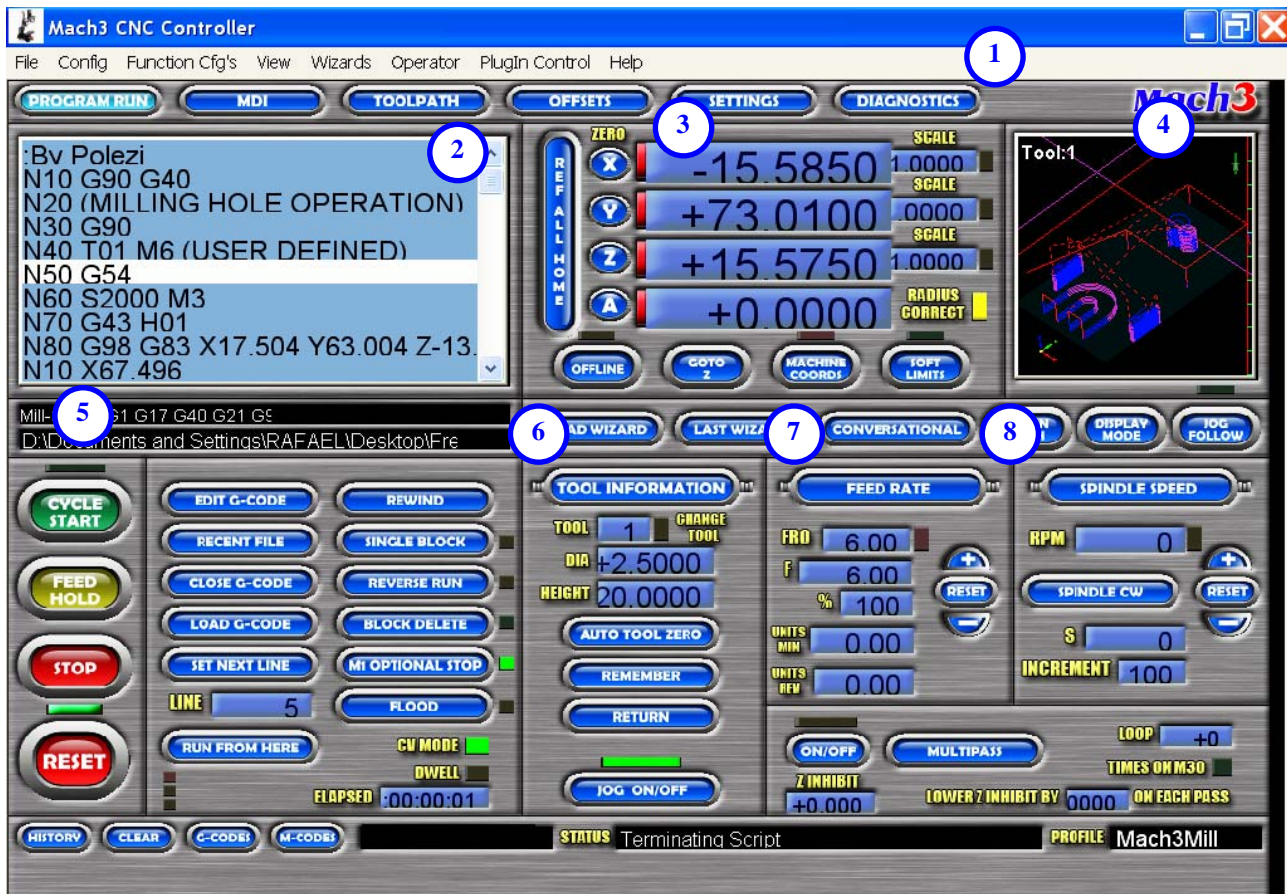 Mach3 CNC Controller
File Config Function Cfg's View Wizards Operator PlugIn Control Help
1
PROGRAM RUN MDI TOOLPATH OFFSETS SETTINGS DIAGNOSTICS Mach3
2
3
4
:By Polezi
N10 G90 G40
N20 (MILLING HOLE OPERATION)
N30 G90
N40 T01 M6 (USER DEFINED)
N50 G54
N60 S2000 M3
N70 G43 H01
N80 G98 G83 X17.504 Y63.004 Z-13.
N10 X67.496
REF ALL HOME
ZERO
SCALE
X -15.5850 1.0000
SCALE
Y +73.0100 .0000
SCALE
Z +15.5750 1.0000
A +0.0000 RADIUS CORRECT
OFFLINE GOTO Z MACHINE COORDS SOFT LIMITS
Tool:1
Mill- G1 G17 G40 G21 G9
5
D:\Documents and Settings\RAFAEL\Desktop\Fre
6
WIZARD LAST
7
CONVERSATIONAL
8
DISPLAY MODE JOG FOLLOW
CYCLE START
FEED HOLD
STOP
RESET
EDIT G-CODE REWIND
RECENT FILE SINGLE BLOCK
CLOSE G-CODE REVERSE RUN
LOAD G-CODE BLOCK DELETE
SET NEXT LINE M1 OPTIONAL STOP
LINE 5 FLOOD
RUN FROM HERE CV MODE
DWELL
ELAPSED :00:00:01
TOOL INFORMATION
TOOL 1 CHANGE TOOL
DIA +2.5000
HEIGHT 20.0000
AUTO TOOL ZERO
REMEMBER
RETURN
JOG ON/OFF
FEED RATE
FRO 6.00
F 6.00
% 100
UNITS MIN 0.00
UNITS REV 0.00
+
RESET
−
SPINDLE SPEED
RPM 0
SPINDLE CW
S 0
INCREMENT 100
+
RESET
−
ON/OFF MULTIPASS LOOP +0
Z INHIBIT TIMES ON M30
+0.000 LOWER Z INHIBIT BY 0000 ON EACH PASS
HISTORY CLEAR G-CODES M-CODES STATUS Terminating Script PROFILE Mach3Mill